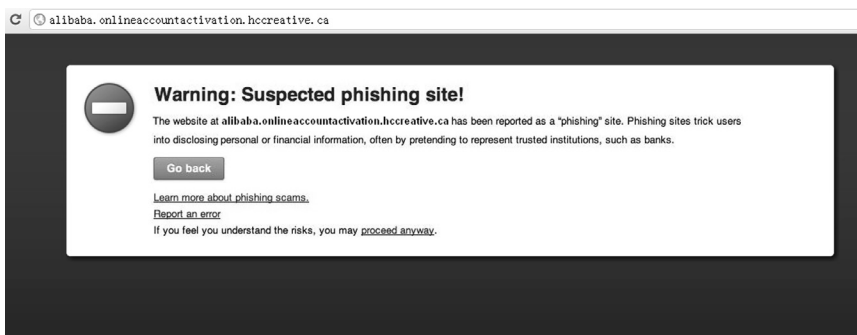 alibaba.onlineaccountactivation.hccreative.ca
Warning: Suspected phishing site!
The website at alibaba.onlineaccountactivation.hccreative.ca has been reported as a “phishing” site. Phishing sites trick users
into disclosing personal or financial information, often by pretending to represent trusted institutions, such as banks.
Go back
Learn more about phishing scams.
Report an error
If you feel you understand the risks, you may proceed anyway.